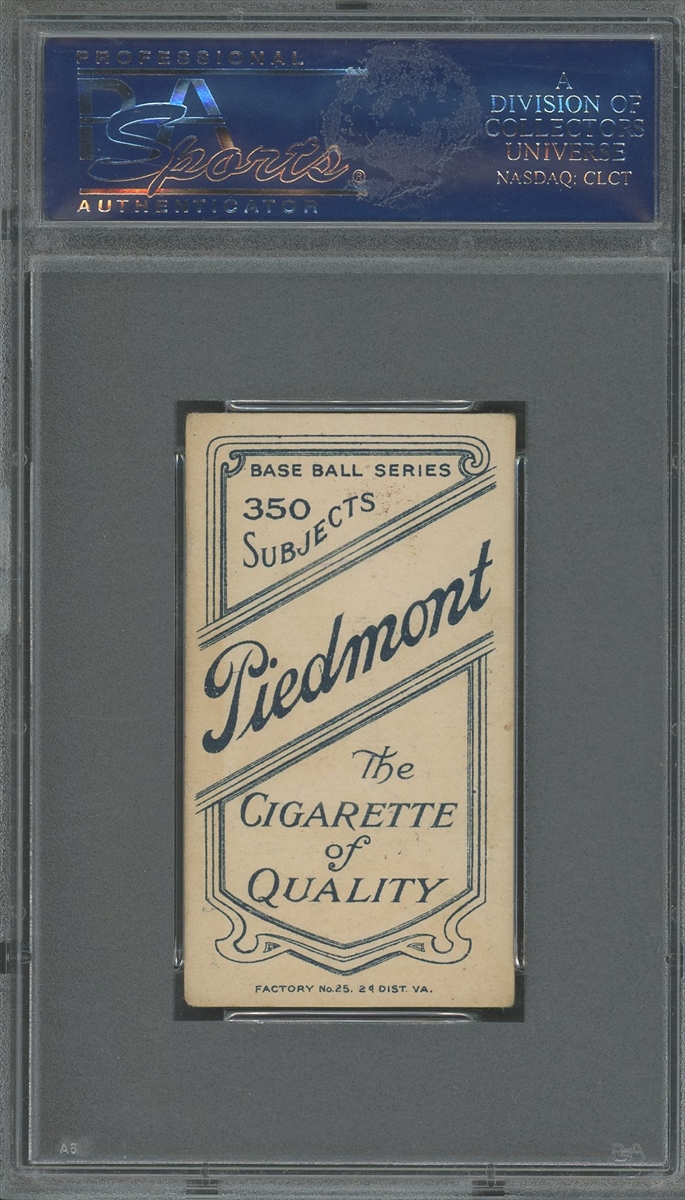 PROFESSIONAL
PSA
Sports®
AUTHENTICATOR
A
DIVISION OF
COLLECTORS
UNIVERSE
NASDAQ: CLCT
BASE BALL SERIES
350
SUBJECTS
Piedmont
The
CIGARETTE
of
QUALITY
FACTORY No.25. 2d DIST. VA.
PSA